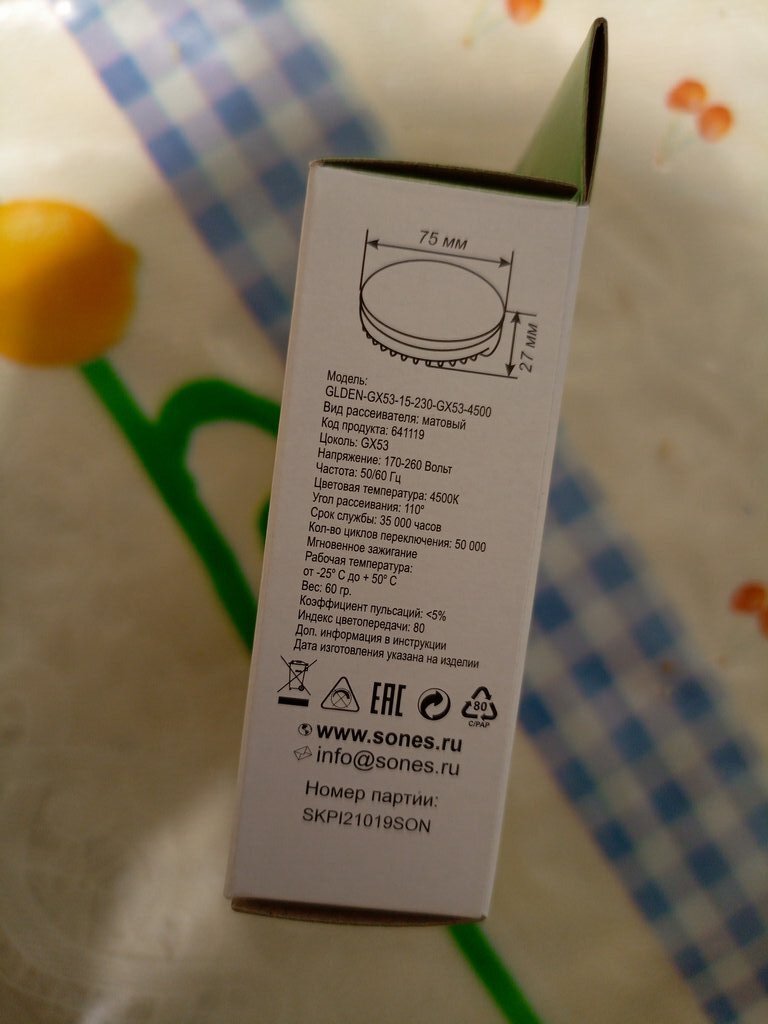 75 мм
27 мм
Модель:
GLDEN-GX53-15-230-GX53-4500
Вид рассеивателя: матовый
Код продукта: 641119
Цоколь: GX53
Напряжение: 170-260 Вольт
Частота: 50/60 Гц
Цветовая температура: 4500К
Угол рассеивания: 110°
Срок службы: 35 000 часов
Кол-во циклов переключения: 50 000
Мгновенное зажигание
Рабочая температура:
от -25° С до + 50° С
Вес: 60 гр.
Коэффициент пульсаций: <5%
Индекс цветопередачи: 80
Доп. информация в инструкции
Дата изготовления указана на изделии
EAC
80
C/PAP
www.sones.ru
info@sones.ru
Номер партии:
SKPI21019SON